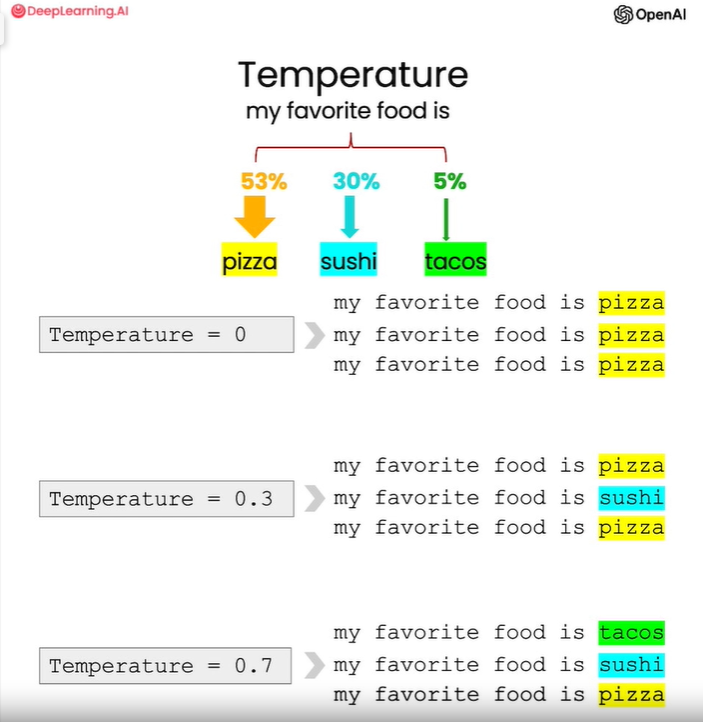 DeepLearning.AI
OpenAI
Temperature
my favorite food is
53% 30% 5%
pizza sushi tacos
my favorite food is pizza
Temperature = 0 my favorite food is pizza
my favorite food is pizza
my favorite food is pizza
Temperature = 0.3 my favorite food is sushi
my favorite food is pizza
my favorite food is tacos
Temperature = 0.7 my favorite food is sushi
my favorite food is pizza